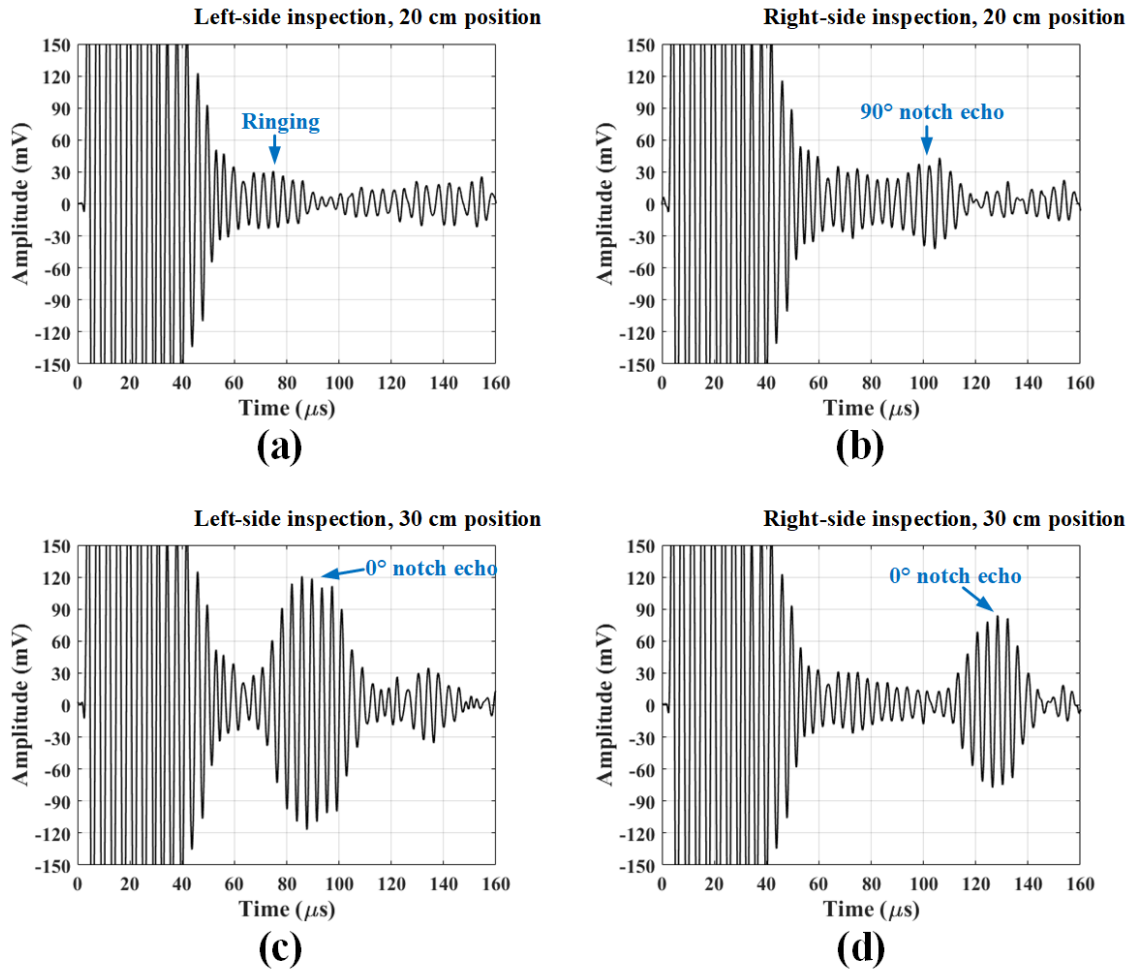 Left-side inspection, 20 cm position
150
120
90
60
30
0
-30
-60
-90
-120
-150
Amplitude (mV)
Ringing
0 20 40 60 80 100 120 140 160
Time (μs)
(a)
Right-side inspection, 20 cm position
150
120
90
60
30
0
-30
-60
-90
-120
-150
Amplitude (mV)
90° notch echo
0 20 40 60 80 100 120 140 160
Time (μs)
(b)
Left-side inspection, 30 cm position
150
120
90
60
30
0
-30
-60
-90
-120
-150
Amplitude (mV)
0° notch echo
0 20 40 60 80 100 120 140 160
Time (μs)
(c)
Right-side inspection, 30 cm position
150
120
90
60
30
0
-30
-60
-90
-120
-150
Amplitude (mV)
0° notch echo
0 20 40 60 80 100 120 140 160
Time (μs)
(d)